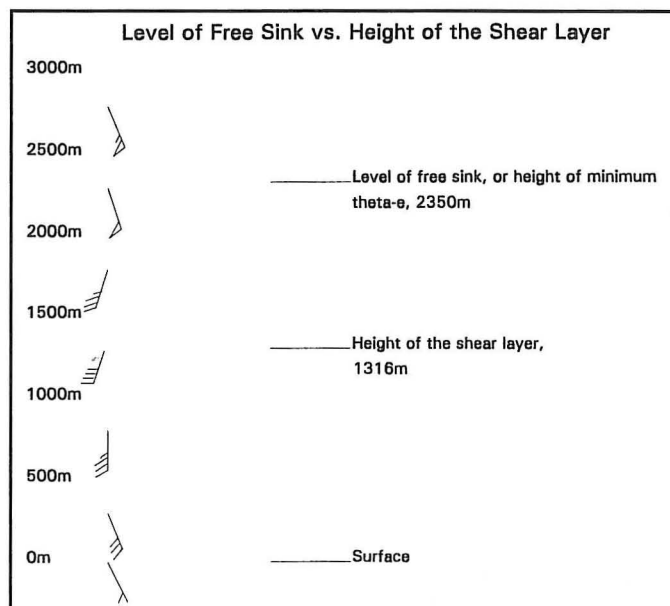 Level of Free Sink vs. Height of the Shear Layer
3000m
2500m
Level of free sink, or height of minimum
theta-e, 2350m
2000m
1500m
Height of the shear layer,
1316m
1000m
500m
0m
Surface